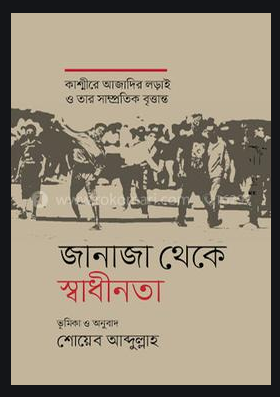 কাশ্মীরে আজাদির লড়াই
ও তার সাম্প্রতিক বৃত্তান্ত
জানাজা থেকে
স্বাধীনতা
ভূমিকা ও অনুবাদ
শোয়েব আব্দুল্লাহ